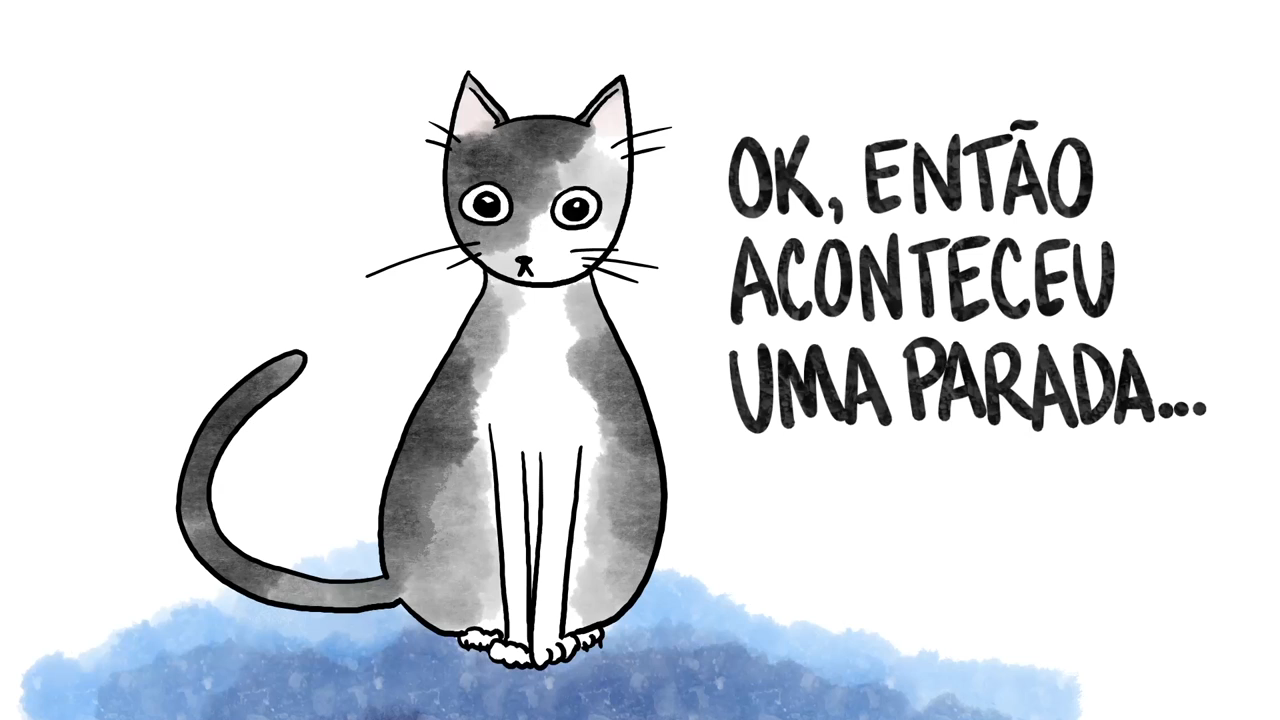 OK, ENTÃO
ACONTECEU
UMA PARADA...